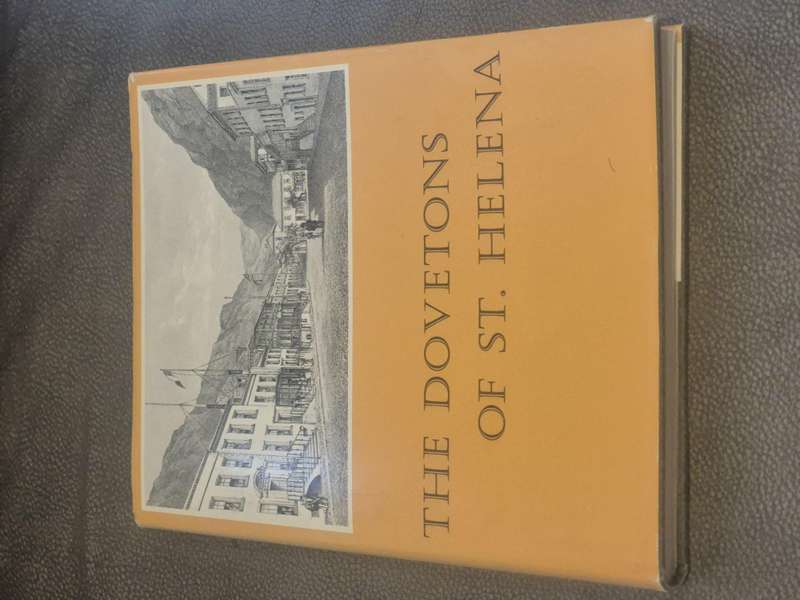 THE DOVETONS
OF ST. HELENA